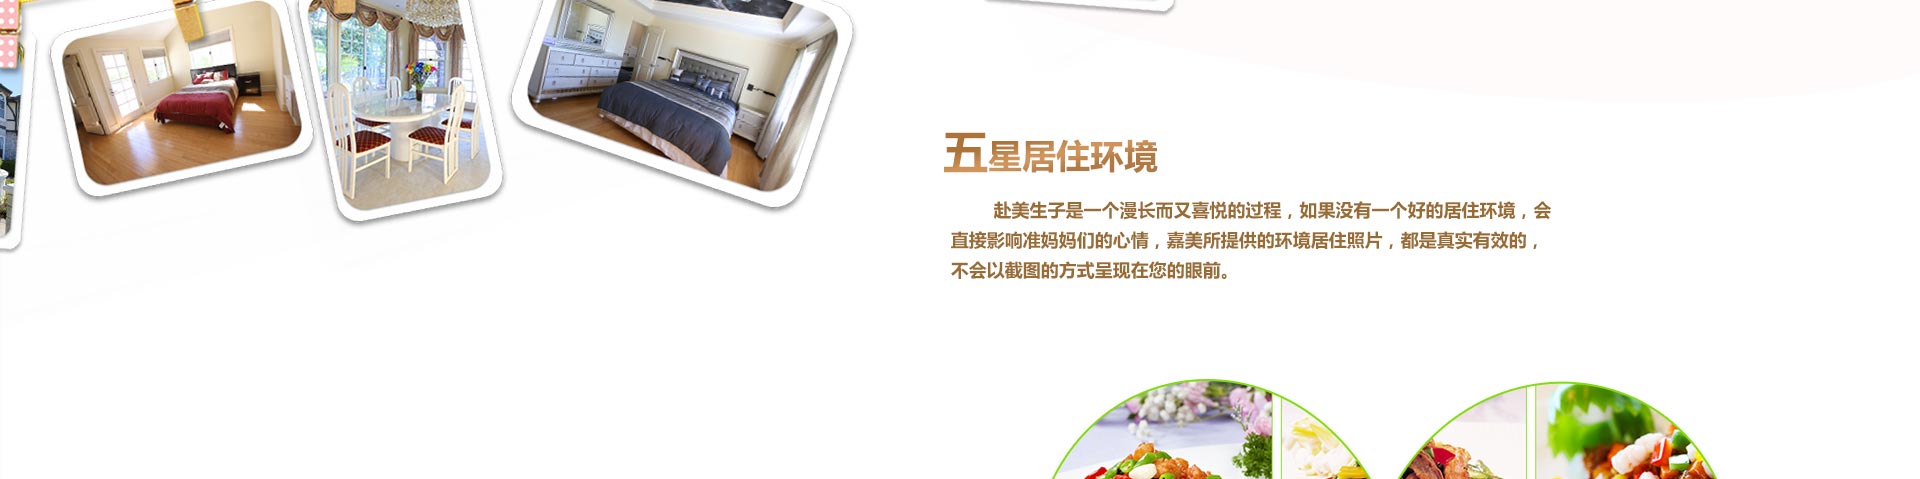 五星居住环境
赴美生子是一个漫长而又喜悦的过程，如果没有一个好的居住环境，会
直接影响准妈妈们的心情，嘉美所提供的环境居住照片，都是真实有效的，
不会以截图的方式呈现在您的眼前。